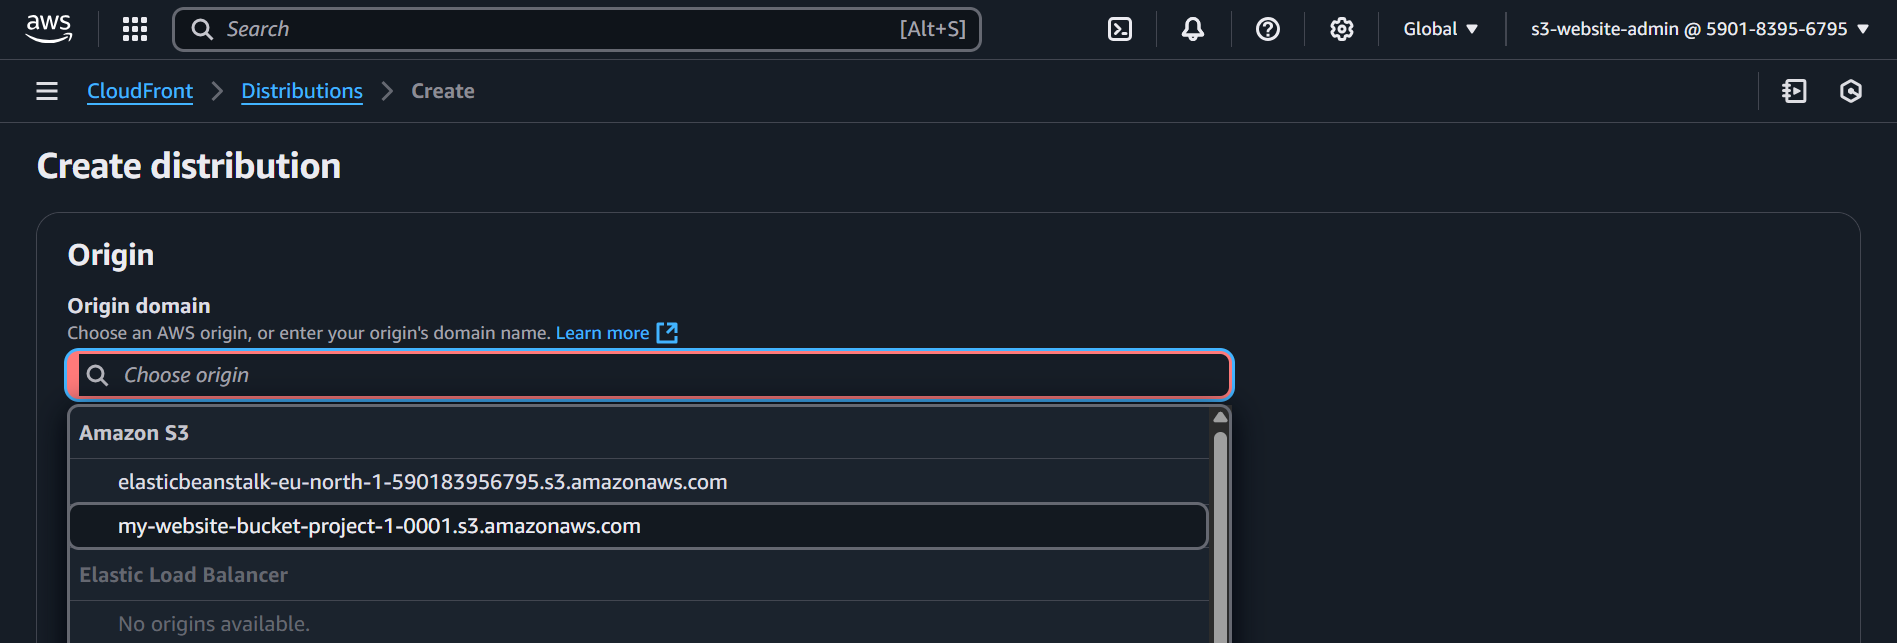 aws
Search [Alt+S] Global s3-website-admin @ 5901-8395-6795
CloudFront Distributions Create
Create distribution
Origin
Origin domain
Choose an AWS origin, or enter your origin's domain name. Learn more
Choose origin
Amazon S3
elasticbeanstalk-eu-north-1-590183956795.s3.amazonaws.com
my-website-bucket-project-1-0001.s3.amazonaws.com
Elastic Load Balancer
No origins available.